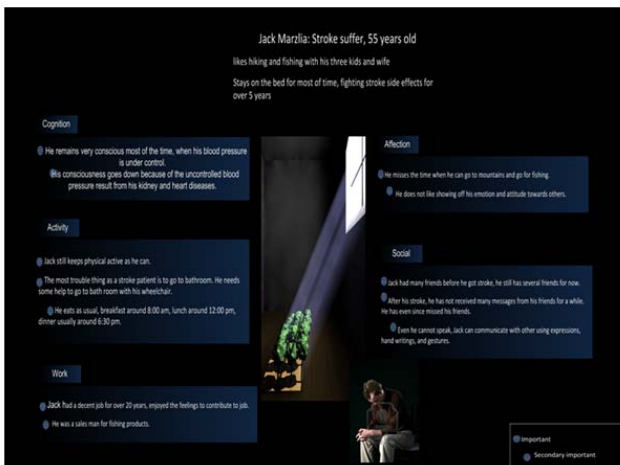 Jack Marzlia: Stroke suffer, 55 years old
likes hiking and fishing with his three kids and wife
Stays on the bed for most of time, fighting stroke side effects for
over 5 years
Cognition
He remains very conscious most of the time, when his blood pressure
is under control.
His consciousness goes down because of the uncontrolled blood
pressure result from his kidney and heart diseases.
Activity
Jack still keeps physical active as he can.
The most trouble thing as a stroke patient is to go to bathroom. He needs
some help to go to bath room with his wheelchair.
He eats as usual, breakfast around 8:00 am, lunch around 12:00 pm,
dinner usually around 6:30 pm.
Work
Jack had a decent job for over 20 years, enjoyed the feelings to contribute to job.
He was a sales man for fishing products.
Affection
He misses the time when he can go to mountains and go for fishing.
He does not like showing off his emotion and attitude towards others.
Social
Jack had many friends before he got stroke, he still has several friends for now.
After his stroke, he has not received many messages from his friends for a while.
He has even since missed his friends.
Even he cannot speak, Jack can communicate with other using expressions,
hand writings, and gestures.
Important
Secondary important